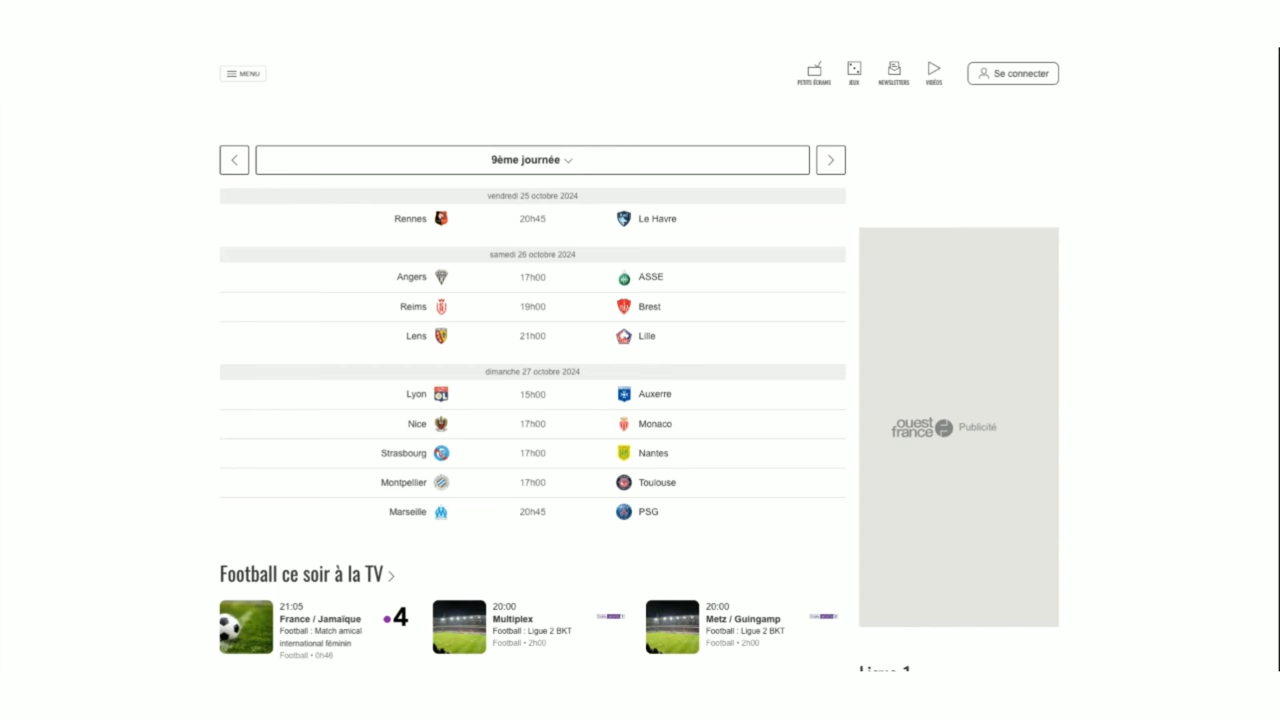 MENU
PETITS ÉCRANS
JEUX
NEWSLETTERS
VIDÉOS
Se connecter
9ème journée
vendredi 25 octobre 2024
Rennes 20h45 Le Havre
samedi 26 octobre 2024
Angers 17h00 ASSE
Reims 19h00 Brest
Lens 21h00 Lille
dimanche 27 octobre 2024
Lyon 15h00 Auxerre
Nice 17h00 Monaco
Strasbourg 17h00 Nantes
Montpellier 17h00 Toulouse
Marseille 20h45 PSG
ouest
france
Publicité
Football ce soir à la TV
21:05
France / Jamaïque
Football : Match amical
international féminin
Football • 0h46
4
20:00
Multiplex
Football : Ligue 2 BKT
Football • 2h00
20:00
Metz / Guingamp
Football : Ligue 2 BKT
Football • 2h00